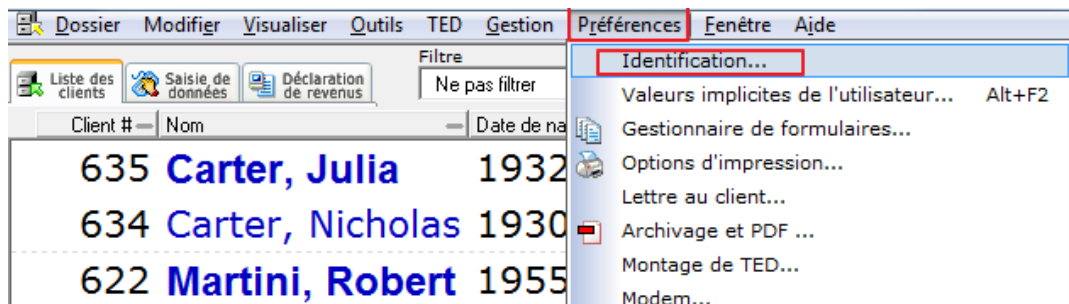 Dossier Modifier Visualiser Outils TED Gestion Préférences Fenêtre Aide
Liste des clients
Saisie de données
Déclaration de revenus
Filtre
Ne pas filtrer
Client # Nom Date de na
635 Carter, Julia 1932
634 Carter, Nicholas 1930
622 Martini, Robert 1955
Identification...
Valeurs implicites de l'utilisateur... Alt+F2
Gestionnaire de formulaires...
Options d'impression...
Lettre au client...
Archivage et PDF ...
Montage de TED...
Modem...